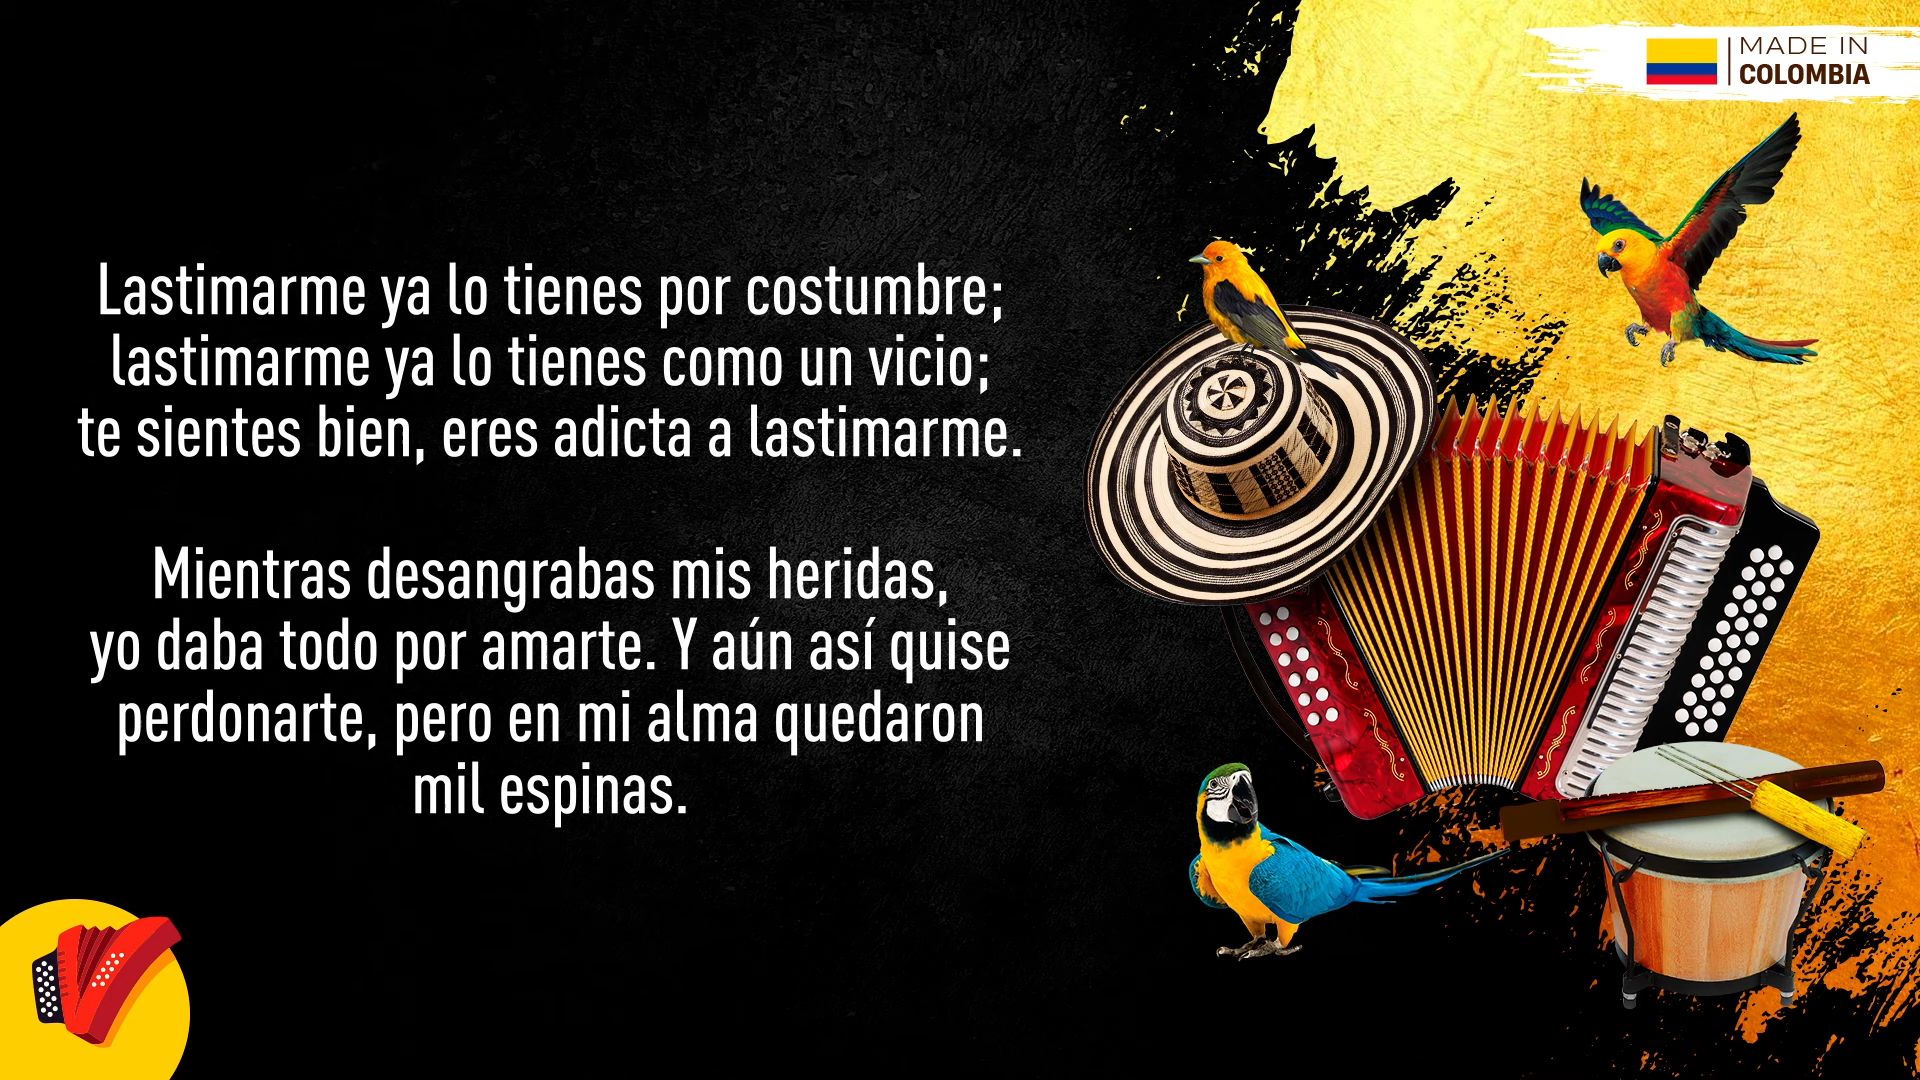 MADE IN
COLOMBIA
Lastimarme ya lo tienes por costumbre;
lastimarme ya lo tienes como un vicio;
te sientes bien, eres adicta a lastimarme.
Mientras desangrabas mis heridas,
yo daba todo por amarte. Y aún así quise
perdonarte, pero en mi alma quedaron
mil espinas.